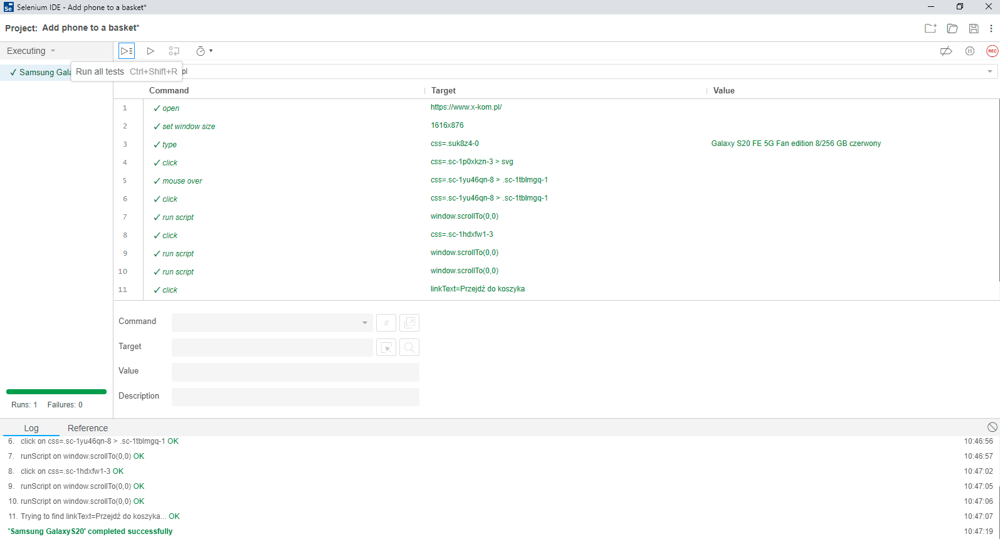 Selenium IDE - Add phone to a basket*
Project: Add phone to a basket*
Executing
REC
✓ Samsung Gala
Run all tests Ctrl+Shift+R
pl
Command Target Value
1 ✓ open https://www.x-kom.pl/
2 ✓ set window size 1616x876
3 ✓ type css=.suk8z4-0 Galaxy S20 FE 5G Fan edition 8/256 GB czerwony
4 ✓ click css=.sc-1p0xkzn-3 > svg
5 ✓ mouse over css=.sc-1yu46qn-8 > .sc-1tblmgq-1
6 ✓ click css=.sc-1yu46qn-8 > .sc-1tblmgq-1
7 ✓ run script window.scrollTo(0,0)
8 ✓ click css=.sc-1hdxfw1-3
9 ✓ run script window.scrollTo(0,0)
10 ✓ run script window.scrollTo(0,0)
11 ✓ click linkText=Przejdź do koszyka
Command //
Target
Value
Description
Runs: 1 Failures: 0
Log Reference
6. click on css=.sc-1yu46qn-8 > .sc-1tblmgq-1 OK 10:46:56
7. runScript on window.scrollTo(0,0) OK 10:46:57
8. click on css=.sc-1hdxfw1-3 OK 10:47:02
9. runScript on window.scrollTo(0,0) OK 10:47:05
10. runScript on window.scrollTo(0,0) OK 10:47:06
11. Trying to find linkText=Przejdź do koszyka... OK 10:47:07
'Samsung GalaxyS20' completed successfully 10:47:19